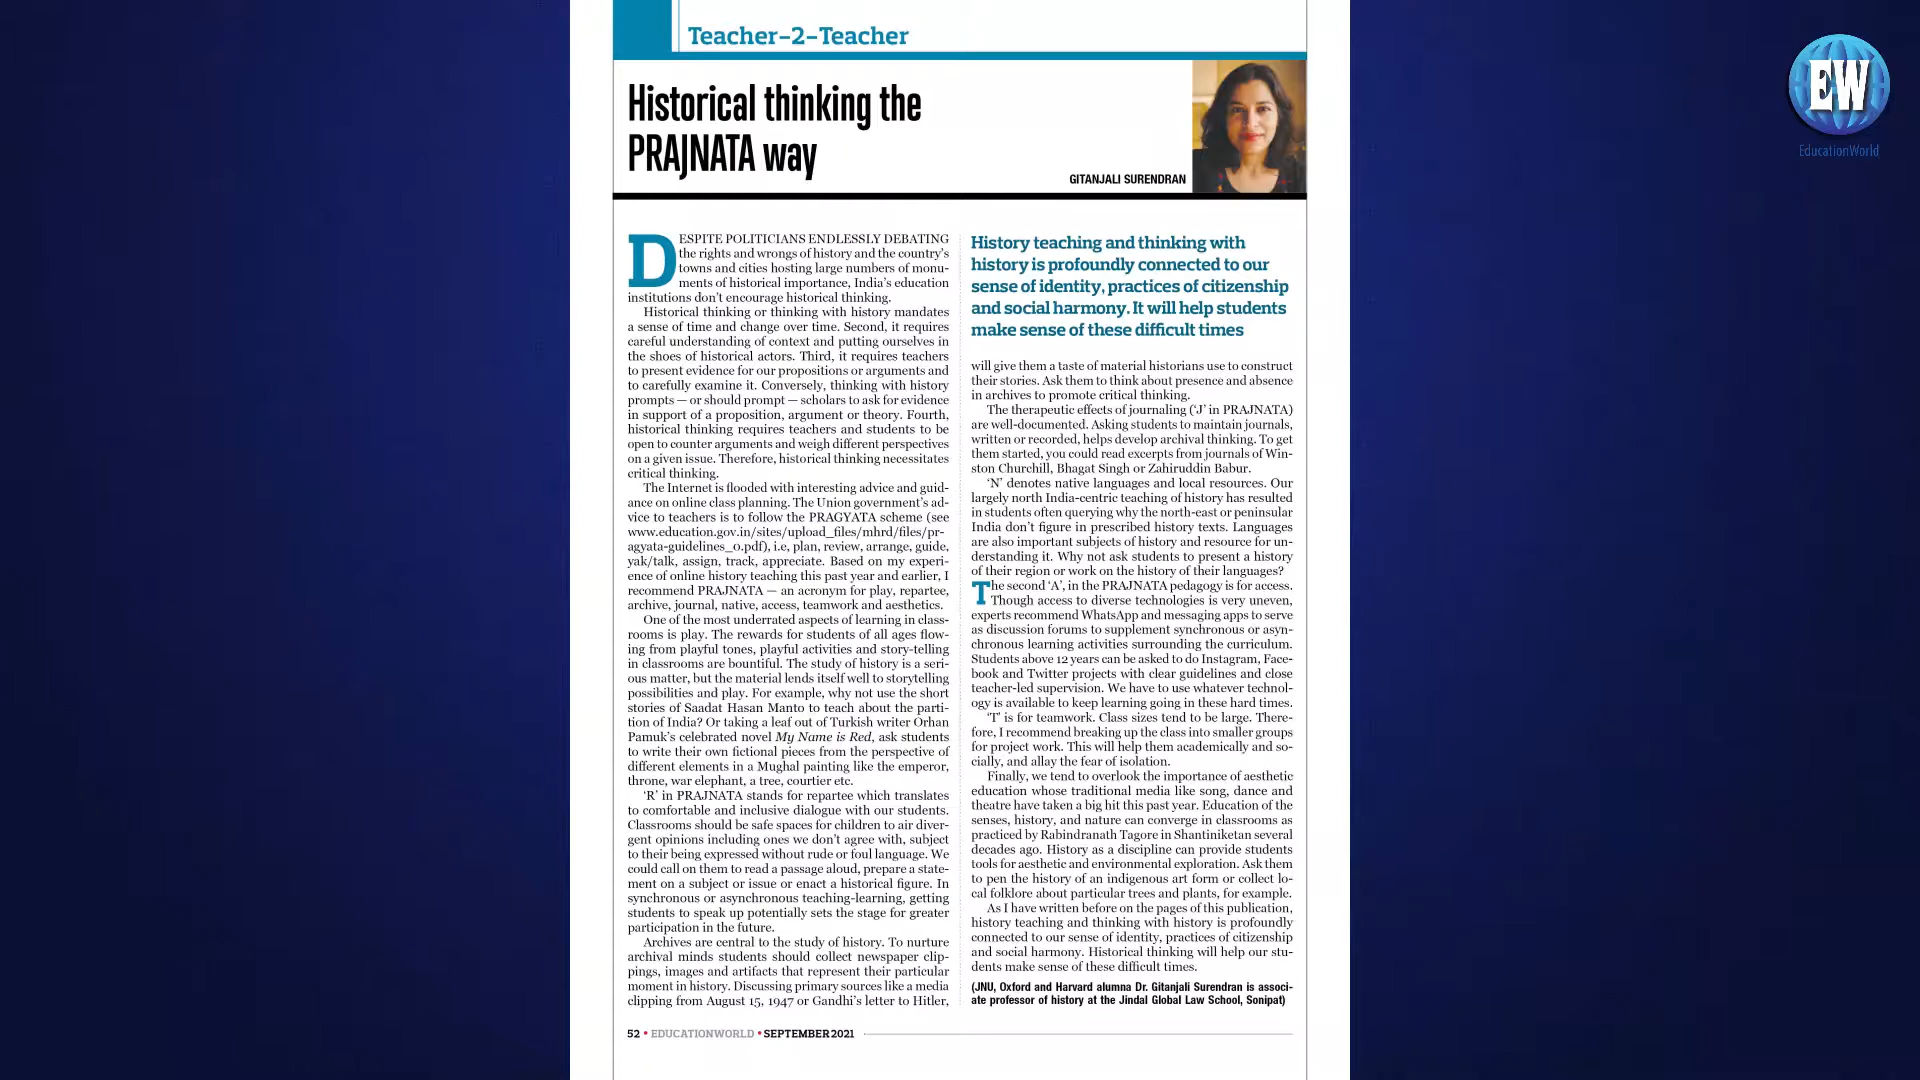 Teacher-2-Teacher
Historical thinking the
PRAJNATA way
GITANJALI SURENDRAN
EW
EducationWorld
DESPITE POLITICIANS ENDLESSLY DEBATING
the rights and wrongs of history and the country's
towns and cities hosting large numbers of monu-
ments of historical importance, India's education
institutions don't encourage historical thinking.
Historical thinking or thinking with history mandates
a sense of time and change over time. Second, it requires
careful understanding of context and putting ourselves in
the shoes of historical actors. Third, it requires teachers
to present evidence for our propositions or arguments and
to carefully examine it. Conversely, thinking with history
prompts — or should prompt — scholars to ask for evidence
in support of a proposition, argument or theory. Fourth,
historical thinking requires teachers and students to be
open to counter arguments and weigh different perspectives
on a given issue. Therefore, historical thinking necessitates
critical thinking.
The Internet is flooded with interesting advice and guid-
ance on online class planning. The Union government's ad-
vice to teachers is to follow the PRAGYATA scheme (see
www.education.gov.in/sites/upload_files/mhrd/files/pr-
agyata-guidelines_0.pdf), i.e, plan, review, arrange, guide,
yak/talk, assign, track, appreciate. Based on my experi-
ence of online history teaching this past year and earlier, I
recommend PRAJNATA — an acronym for play, repartee,
archive, journal, native, access, teamwork and aesthetics.
One of the most underrated aspects of learning in class-
rooms is play. The rewards for students of all ages flow-
ing from playful tones, playful activities and story-telling
in classrooms are bountiful. The study of history is a seri-
ous matter, but the material lends itself well to storytelling
possibilities and play. For example, why not use the short
stories of Saadat Hasan Manto to teach about the parti-
tion of India? Or taking a leaf out of Turkish writer Orhan
Pamuk's celebrated novel My Name is Red, ask students
to write their own fictional pieces from the perspective of
different elements in a Mughal painting like the emperor,
throne, war elephant, a tree, courtier etc.
'R' in PRAJNATA stands for repartee which translates
to comfortable and inclusive dialogue with our students.
Classrooms should be safe spaces for children to air diver-
gent opinions including ones we don't agree with, subject
to their being expressed without rude or foul language. We
could call on them to read a passage aloud, prepare a state-
ment on a subject or issue or enact a historical figure. In
synchronous or asynchronous teaching-learning, getting
students to speak up potentially sets the stage for greater
participation in the future.
Archives are central to the study of history. To nurture
archival minds students should collect newspaper clip-
pings, images and artifacts that represent their particular
moment in history. Discussing primary sources like a media
clipping from August 15, 1947 or Gandhi's letter to Hitler,
History teaching and thinking with
history is profoundly connected to our
sense of identity, practices of citizenship
and social harmony. It will help students
make sense of these difficult times
will give them a taste of material historians use to construct
their stories. Ask them to think about presence and absence
in archives to promote critical thinking.
The therapeutic effects of journaling ('J' in PRAJNATA)
are well-documented. Asking students to maintain journals,
written or recorded, helps develop archival thinking. To get
them started, you could read excerpts from journals of Win-
ston Churchill, Bhagat Singh or Zahiruddin Babur.
'N' denotes native languages and local resources. Our
largely north India-centric teaching of history has resulted
in students often querying why the north-east or peninsular
India don't figure in prescribed history texts. Languages
are also important subjects of history and resource for un-
derstanding it. Why not ask students to present a history
of their region or work on the history of their languages?
The second 'A', in the PRAJNATA pedagogy is for access.
Though access to diverse technologies is very uneven,
experts recommend WhatsApp and messaging apps to serve
as discussion forums to supplement synchronous or asyn-
chronous learning activities surrounding the curriculum.
Students above 12 years can be asked to do Instagram, Face-
book and Twitter projects with clear guidelines and close
teacher-led supervision. We have to use whatever technol-
ogy is available to keep learning going in these hard times.
'T' is for teamwork. Class sizes tend to be large. There-
fore, I recommend breaking up the class into smaller groups
for project work. This will help them academically and so-
cially, and allay the fear of isolation.
Finally, we tend to overlook the importance of aesthetic
education whose traditional media like song, dance and
theatre have taken a big hit this past year. Education of the
senses, history, and nature can converge in classrooms as
practiced by Rabindranath Tagore in Shantiniketan several
decades ago. History as a discipline can provide students
tools for aesthetic and environmental exploration. Ask them
to pen the history of an indigenous art form or collect lo-
cal folklore about particular trees and plants, for example.
As I have written before on the pages of this publication,
history teaching and thinking with history is profoundly
connected to our sense of identity, practices of citizenship
and social harmony. Historical thinking will help our stu-
dents make sense of these difficult times.
(JNU, Oxford and Harvard alumna Dr. Gitanjali Surendran is associ-
ate professor of history at the Jindal Global Law School, Sonipat)
52 • EDUCATIONWORLD • SEPTEMBER 2021